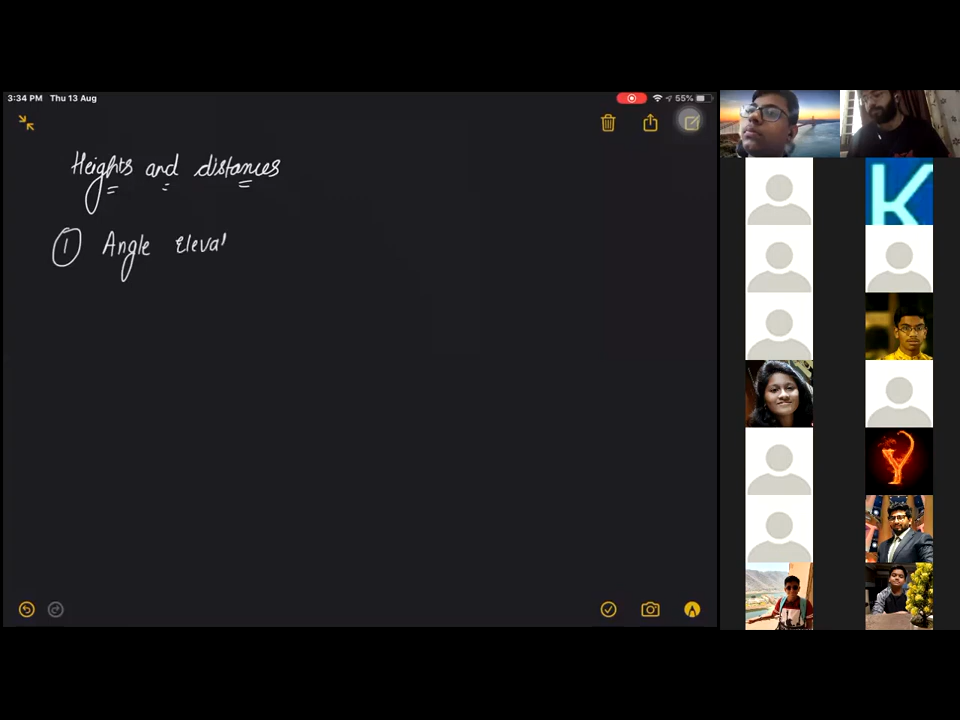 3:34 PM Thu 13 Aug
55%
Heights and distances
① Angle Eleva
K